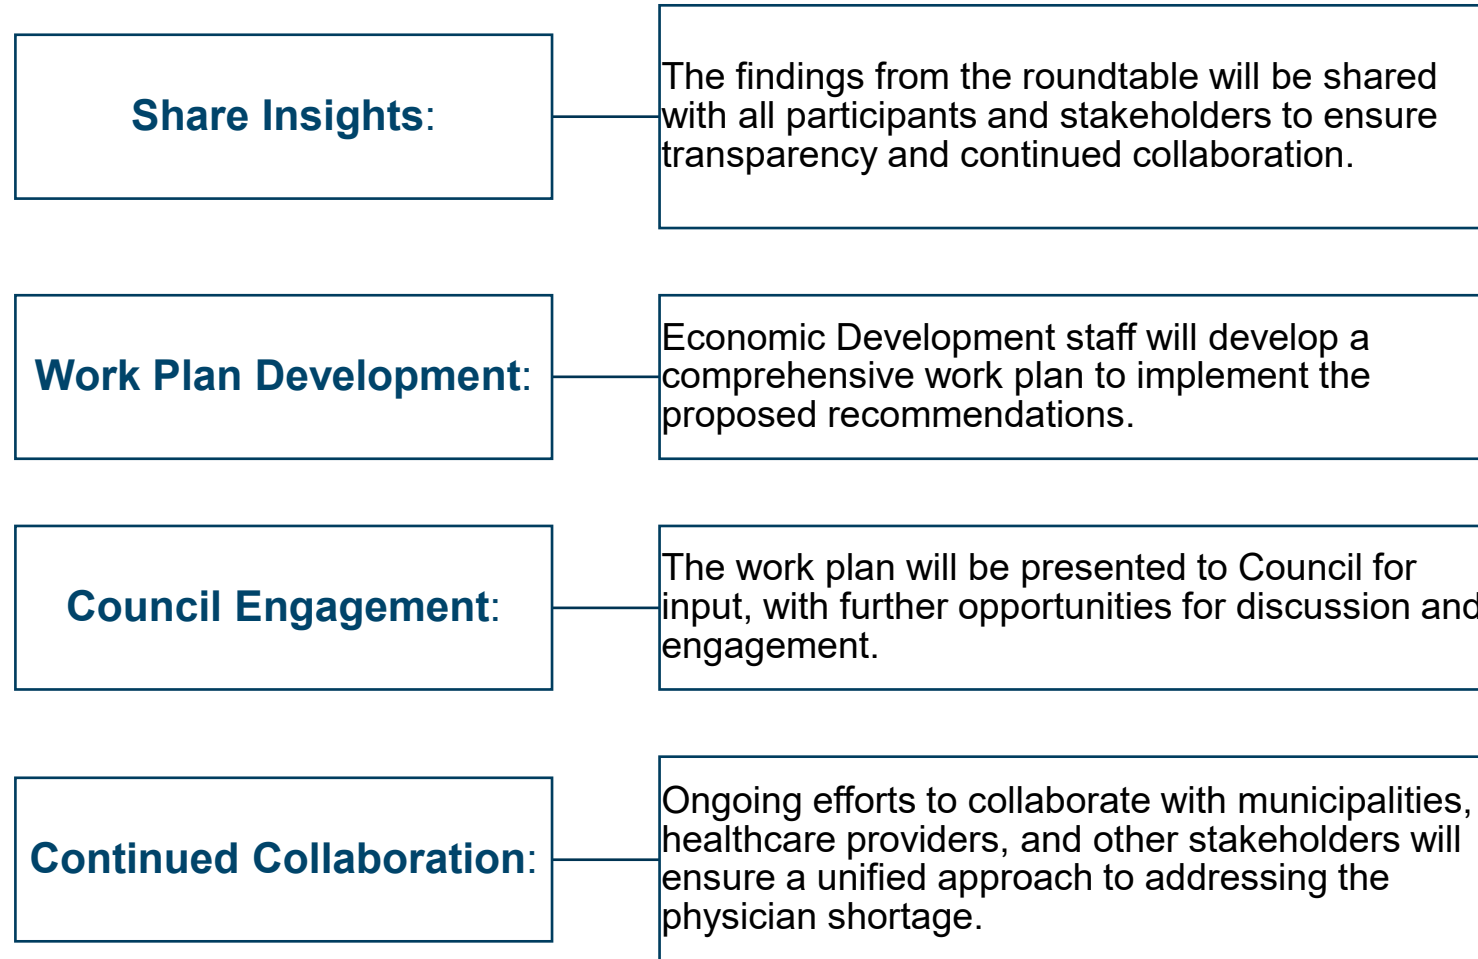 Share Insights:
The findings from the roundtable will be shared
with all participants and stakeholders to ensure
transparency and continued collaboration.
Work Plan Development:
Economic Development staff will develop a
comprehensive work plan to implement the
proposed recommendations.
Council Engagement:
The work plan will be presented to Council for
input, with further opportunities for discussion and
engagement.
Continued Collaboration:
Ongoing efforts to collaborate with municipalities,
healthcare providers, and other stakeholders will
ensure a unified approach to addressing the
physician shortage.